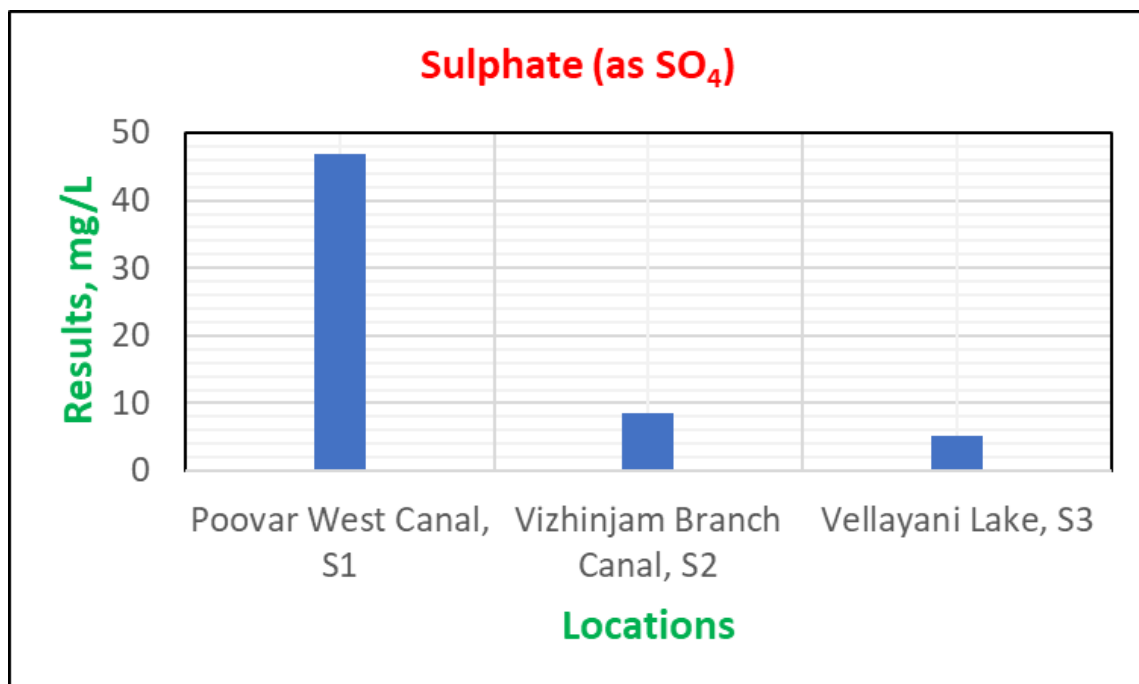 Sulphate (as SO₄)
Results, mg/L
50
40
30
20
10
0
Poovar West Canal,
S1
Vizhinjam Branch
Canal, S2
Vellayani Lake, S3
Locations